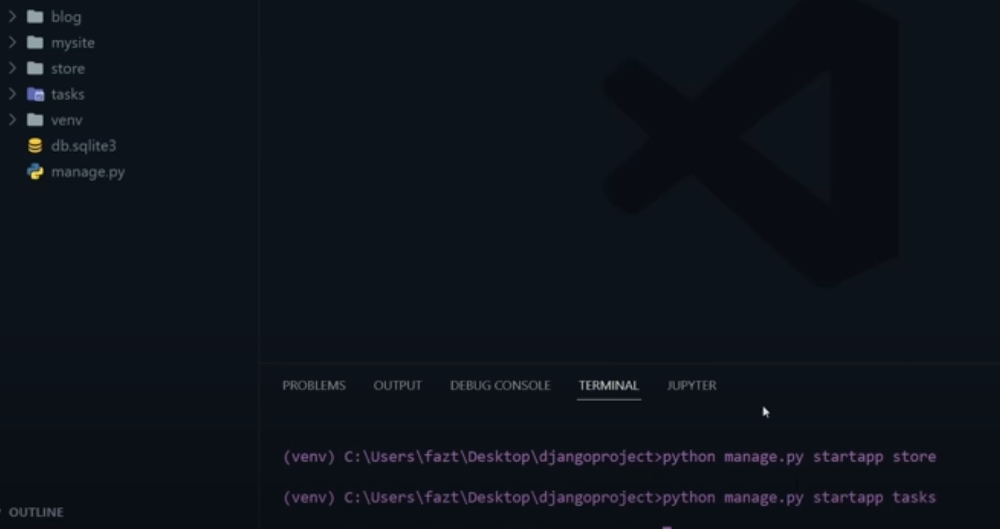 blog
mysite
store
tasks
venv
db.sqlite3
manage.py
OUTLINE
PROBLEMS OUTPUT DEBUG CONSOLE TERMINAL JUPYTER
(venv) C:\Users\fazt\Desktop\djangoproject>python manage.py startapp store
(venv) C:\Users\fazt\Desktop\djangoproject>python manage.py startapp tasks